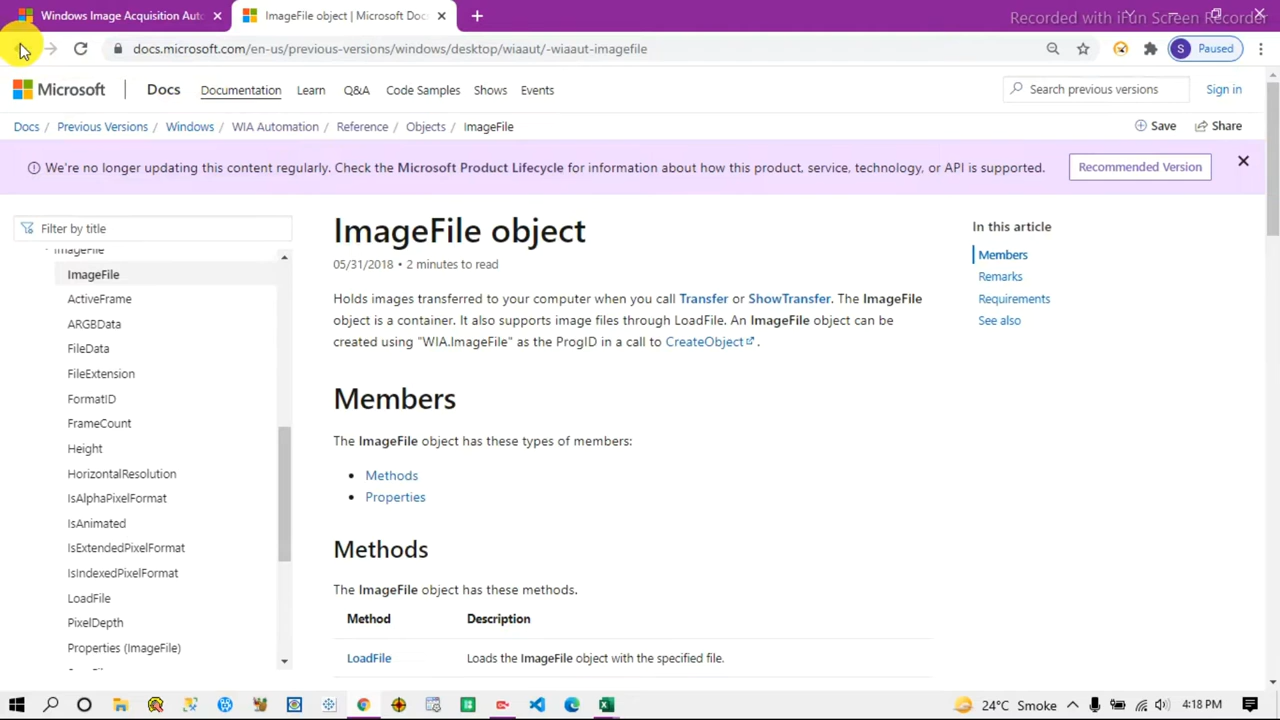 Windows Image Acquisition Auto
ImageFile object | Microsoft Docs
Recorded with iFun Screen Recorder
docs.microsoft.com/en-us/previous-versions/windows/desktop/wiaaut/-wiaaut-imagefile
S Paused
Microsoft Docs Documentation Learn Q&A Code Samples Shows Events
Search previous versions
Sign in
Docs / Previous Versions / Windows / WIA Automation / Reference / Objects / ImageFile
Save Share
We're no longer updating this content regularly. Check the Microsoft Product Lifecycle for information about how this product, service, technology, or API is supported.
Recommended Version
Filter by title
ImageFile
ImageFile
ActiveFrame
ARGBData
FileData
FileExtension
FormatID
FrameCount
Height
HorizontalResolution
IsAlphaPixelFormat
IsAnimated
IsExtendedPixelFormat
IsIndexedPixelFormat
LoadFile
PixelDepth
Properties (ImageFile)
ImageFile object
05/31/2018 • 2 minutes to read
Holds images transferred to your computer when you call Transfer or ShowTransfer. The ImageFile
object is a container. It also supports image files through LoadFile. An ImageFile object can be
created using "WIA.ImageFile" as the ProgID in a call to CreateObject .
Members
The ImageFile object has these types of members:
• Methods
• Properties
Methods
The ImageFile object has these methods.
Method Description
LoadFile Loads the ImageFile object with the specified file.
In this article
Members
Remarks
Requirements
See also
24°C Smoke
4:18 PM